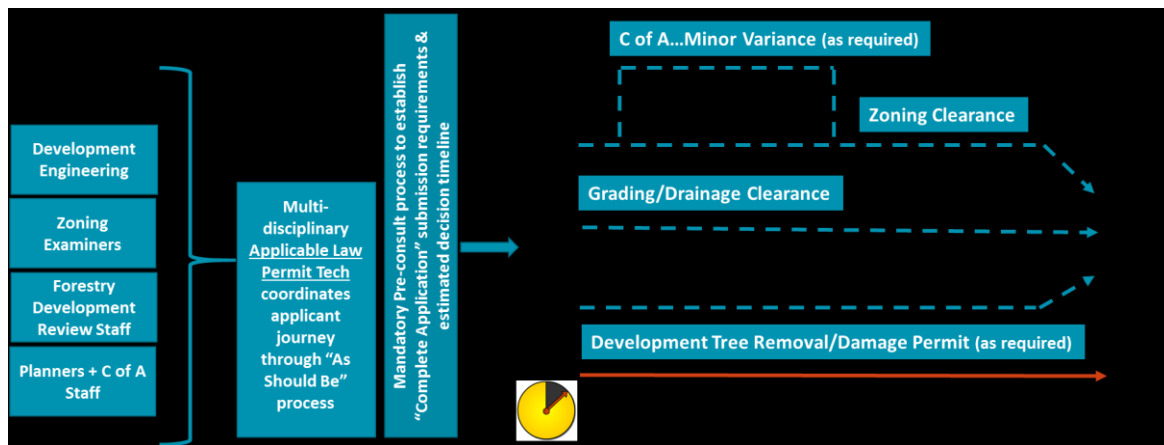 Development
Engineering
Zoning
Examiners
Forestry
Development
Review Staff
Planners + C of A
Staff
Multi-
disciplinary
Applicable Law
Permit Tech
coordinates
applicant
journey
through “As
Should Be”
process
Mandatory Pre-consult process to establish
“Complete Application” submission requirements &
estimated decision timeline
C of A...Minor Variance (as required)
Zoning Clearance
Grading/Drainage Clearance
Development Tree Removal/Damage Permit (as required)